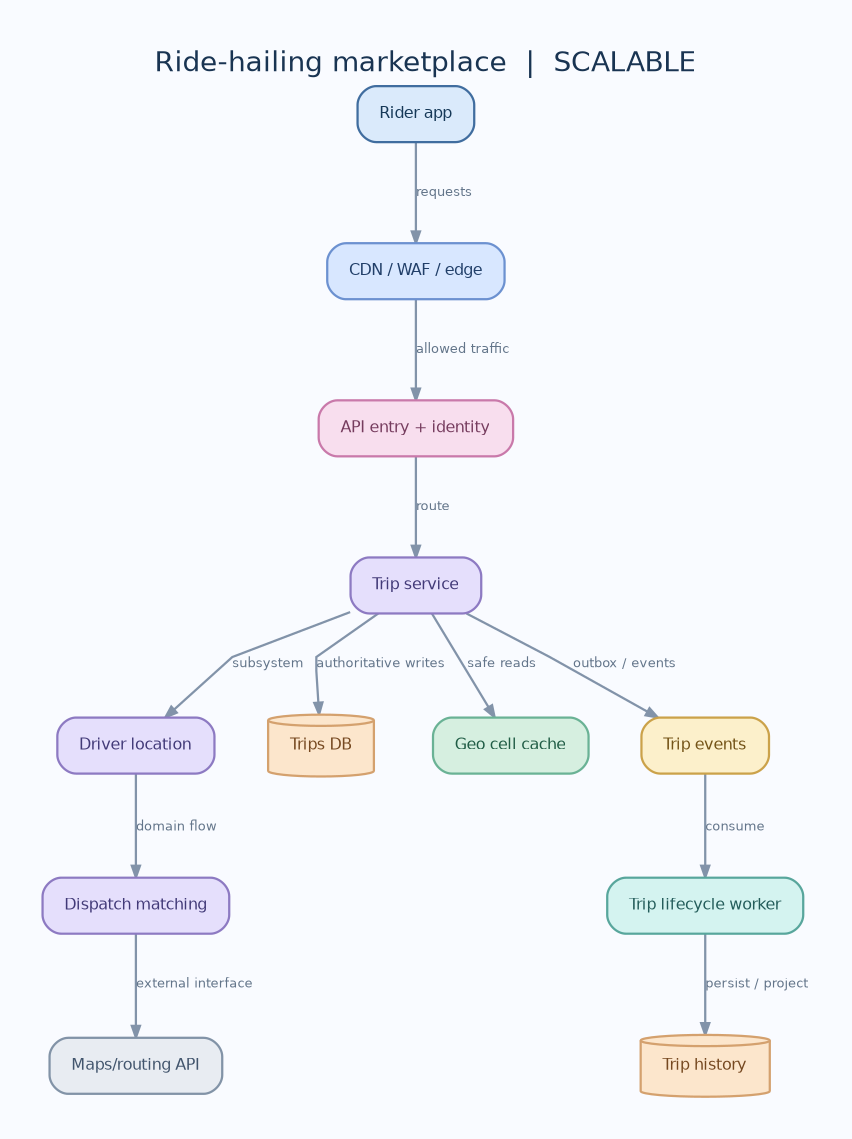 Ride-hailing marketplace | SCALABLE
Rider app
requests
CDN / WAF / edge
allowed traffic
API entry + identity
route
Trip service
subsystem
authoritative writes
safe reads
outbox / events
Driver location
Trips DB
Geo cell cache
Trip events
domain flow
consume
Dispatch matching
Trip lifecycle worker
external interface
persist / project
Maps/routing API
Trip history